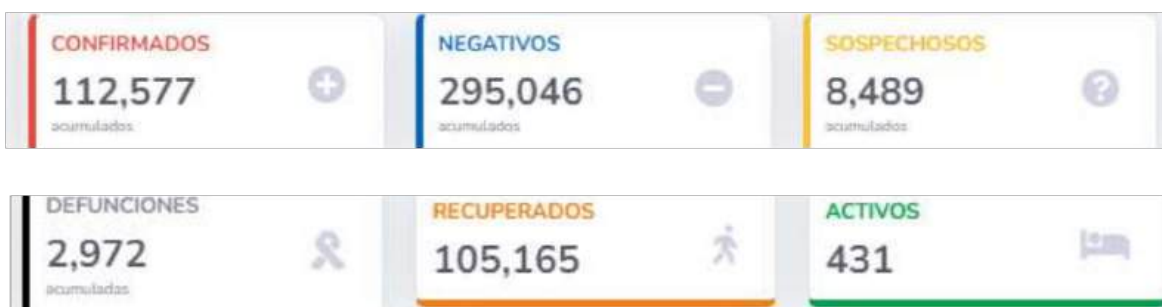 CONFIRMADOS
112,577
acumulados
NEGATIVOS
295,046
acumulados
SOSPECHOSOS
8,489
acumulados
DEFUNCIONES
2,972
acumuladas
RECUPERADOS
105,165
ACTIVOS
431